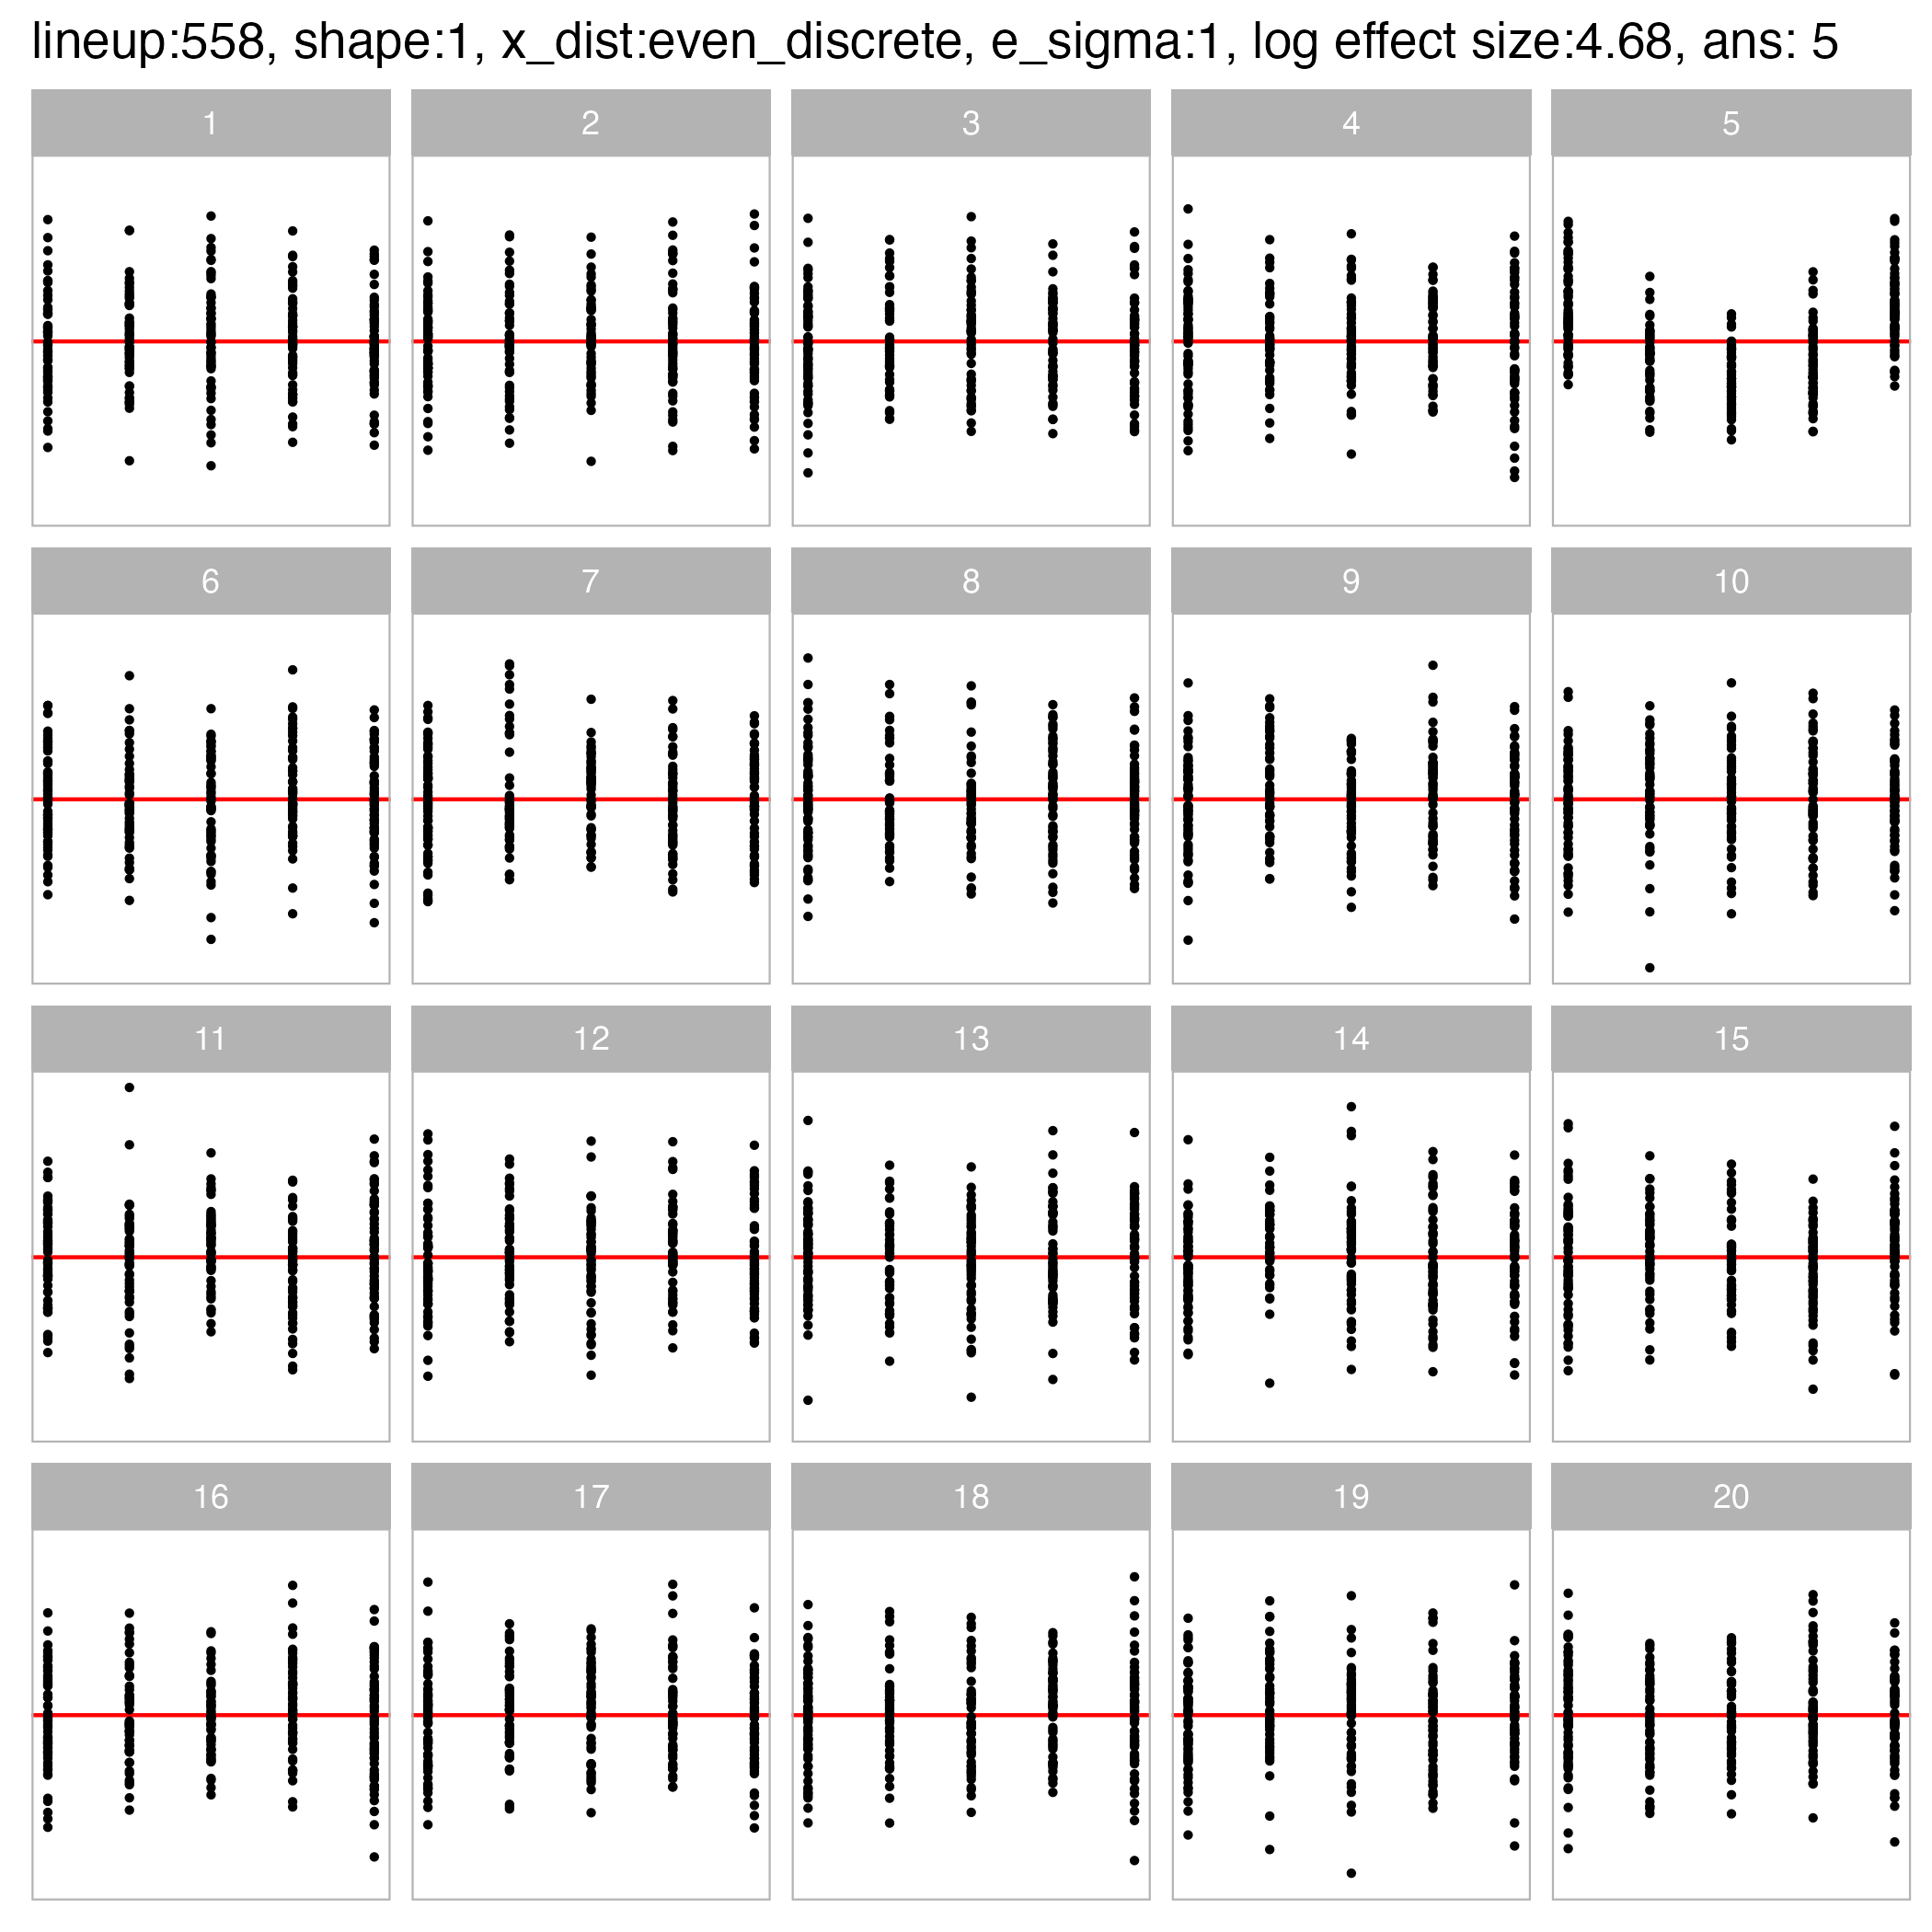 lineup:558, shape:1, x_dist:even_discrete, e_sigma:1, log effect size:4.68, ans: 5
1 2 3 4 5
6 7 8 9 10
11 12 13 14 15
16 17 18 19 20